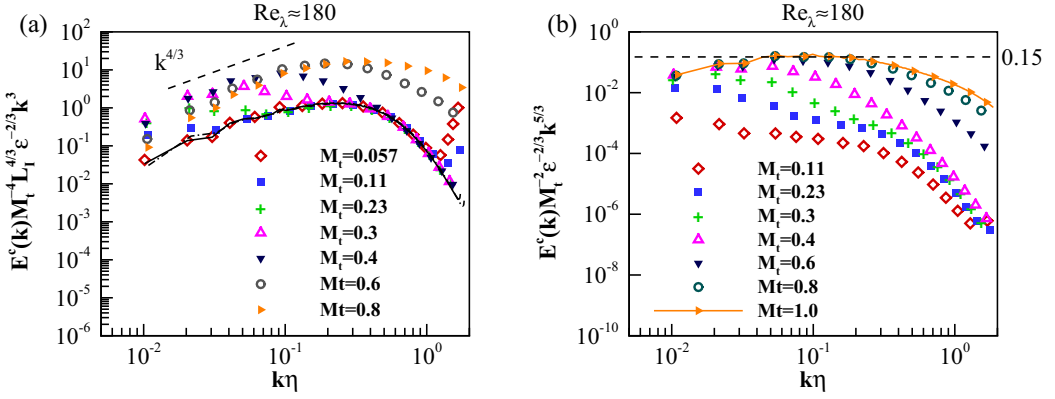 (a) Re_λ≈180
E^c(k)M_t^{-4}L_I^{4/3}ε^{-2/3}k^3
10^2
10^1
10^0
10^{-1}
10^{-2}
10^{-3}
10^{-4}
10^{-5}
10^{-6}
k^{4/3}
M_t=0.057
M_t=0.11
M_t=0.23
M_t=0.3
M_t=0.4
Mt=0.6
Mt=0.8
10^{-2} 10^{-1} 10^0
kη
(b) Re_λ≈180
E^c(k)M_t^{-2}ε^{-2/3}k^{5/3}
10^0
10^{-2}
10^{-4}
10^{-6}
10^{-8}
10^{-10}
0.15
M_t=0.11
M_t=0.23
M_t=0.3
M_t=0.4
M_t=0.6
Mt=0.8
Mt=1.0
10^{-2} 10^{-1} 10^0
kη